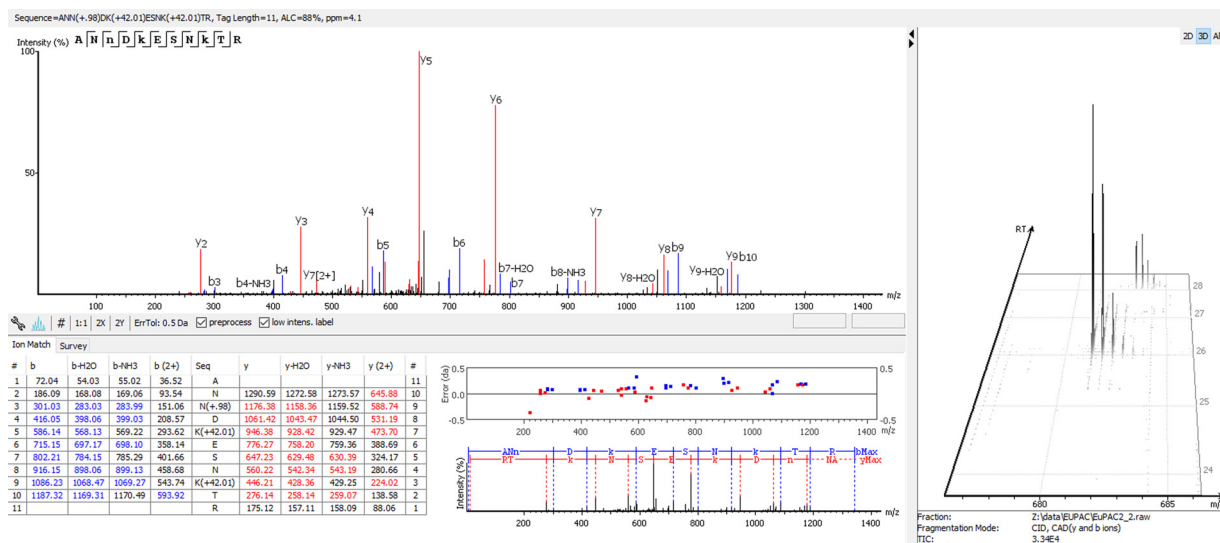 Sequence=ANN(+.98)DK(+42.01)ESNK(+42.01)TR, Tag Length=11, ALC=88%, ppm=4.1
Intensity (%) A N n D k E S N k T R
100
50
y2 b3 b4-NH3 b4 y3 y7[2+] y4 b5 y5 b6 y6 b7-H2O b7 b8-NH3 y7 y8-H2O y8 b9 y9-H2O y9 b10
100 200 300 400 500 600 700 800 900 1000 1100 1200 1300 1400 m/z
# 1:1 2X 2Y ErrTol: 0.5 Da preprocess low intens. label
Ion Match Survey
# b b-H2O b-NH3 b (2+) Seq y y-H2O y-NH3 y (2+) #
1 72.04 54.03 55.02 36.52 A 11
2 186.09 168.08 169.06 93.54 N 1290.59 1272.58 1273.57 645.88 10
3 301.03 283.03 283.99 151.06 N(+.98) 1176.38 1158.36 1159.52 588.74 9
4 416.05 398.06 399.03 208.57 D 1061.42 1043.47 1044.50 531.19 8
5 586.14 568.13 569.22 293.62 K(+42.01) 946.38 928.42 929.47 473.70 7
6 715.15 697.17 698.10 358.14 E 776.27 758.20 759.36 388.69 6
7 802.21 784.15 785.29 401.66 S 647.23 629.48 630.39 324.17 5
8 916.15 898.06 899.13 458.68 N 560.22 542.34 543.19 280.66 4
9 1086.23 1068.47 1069.27 543.74 K(+42.01) 446.21 428.36 429.25 224.02 3
10 1187.32 1169.31 1170.49 593.92 T 276.14 258.14 259.07 138.58 2
11 R 175.12 157.11 158.09 88.06 1
Error (da)
0.5 0.5
0.0
-0.5 -0.5
200 400 600 800 1000 1200 1400 m/z
Intensity (%)
ANn D k E S N k T R bMax
RT k N S E k D n NA yMax
200 400 600 800 1000 1200 1400 m/z
2D 3D Al
RT
28
27
26
25
24
23
680 685 m/
Fraction: Z:\data\EUPAC\EuPAC2_2.raw
Fragmentation Mode: CID, CAD(y and b ions)
TIC: 3.34E4